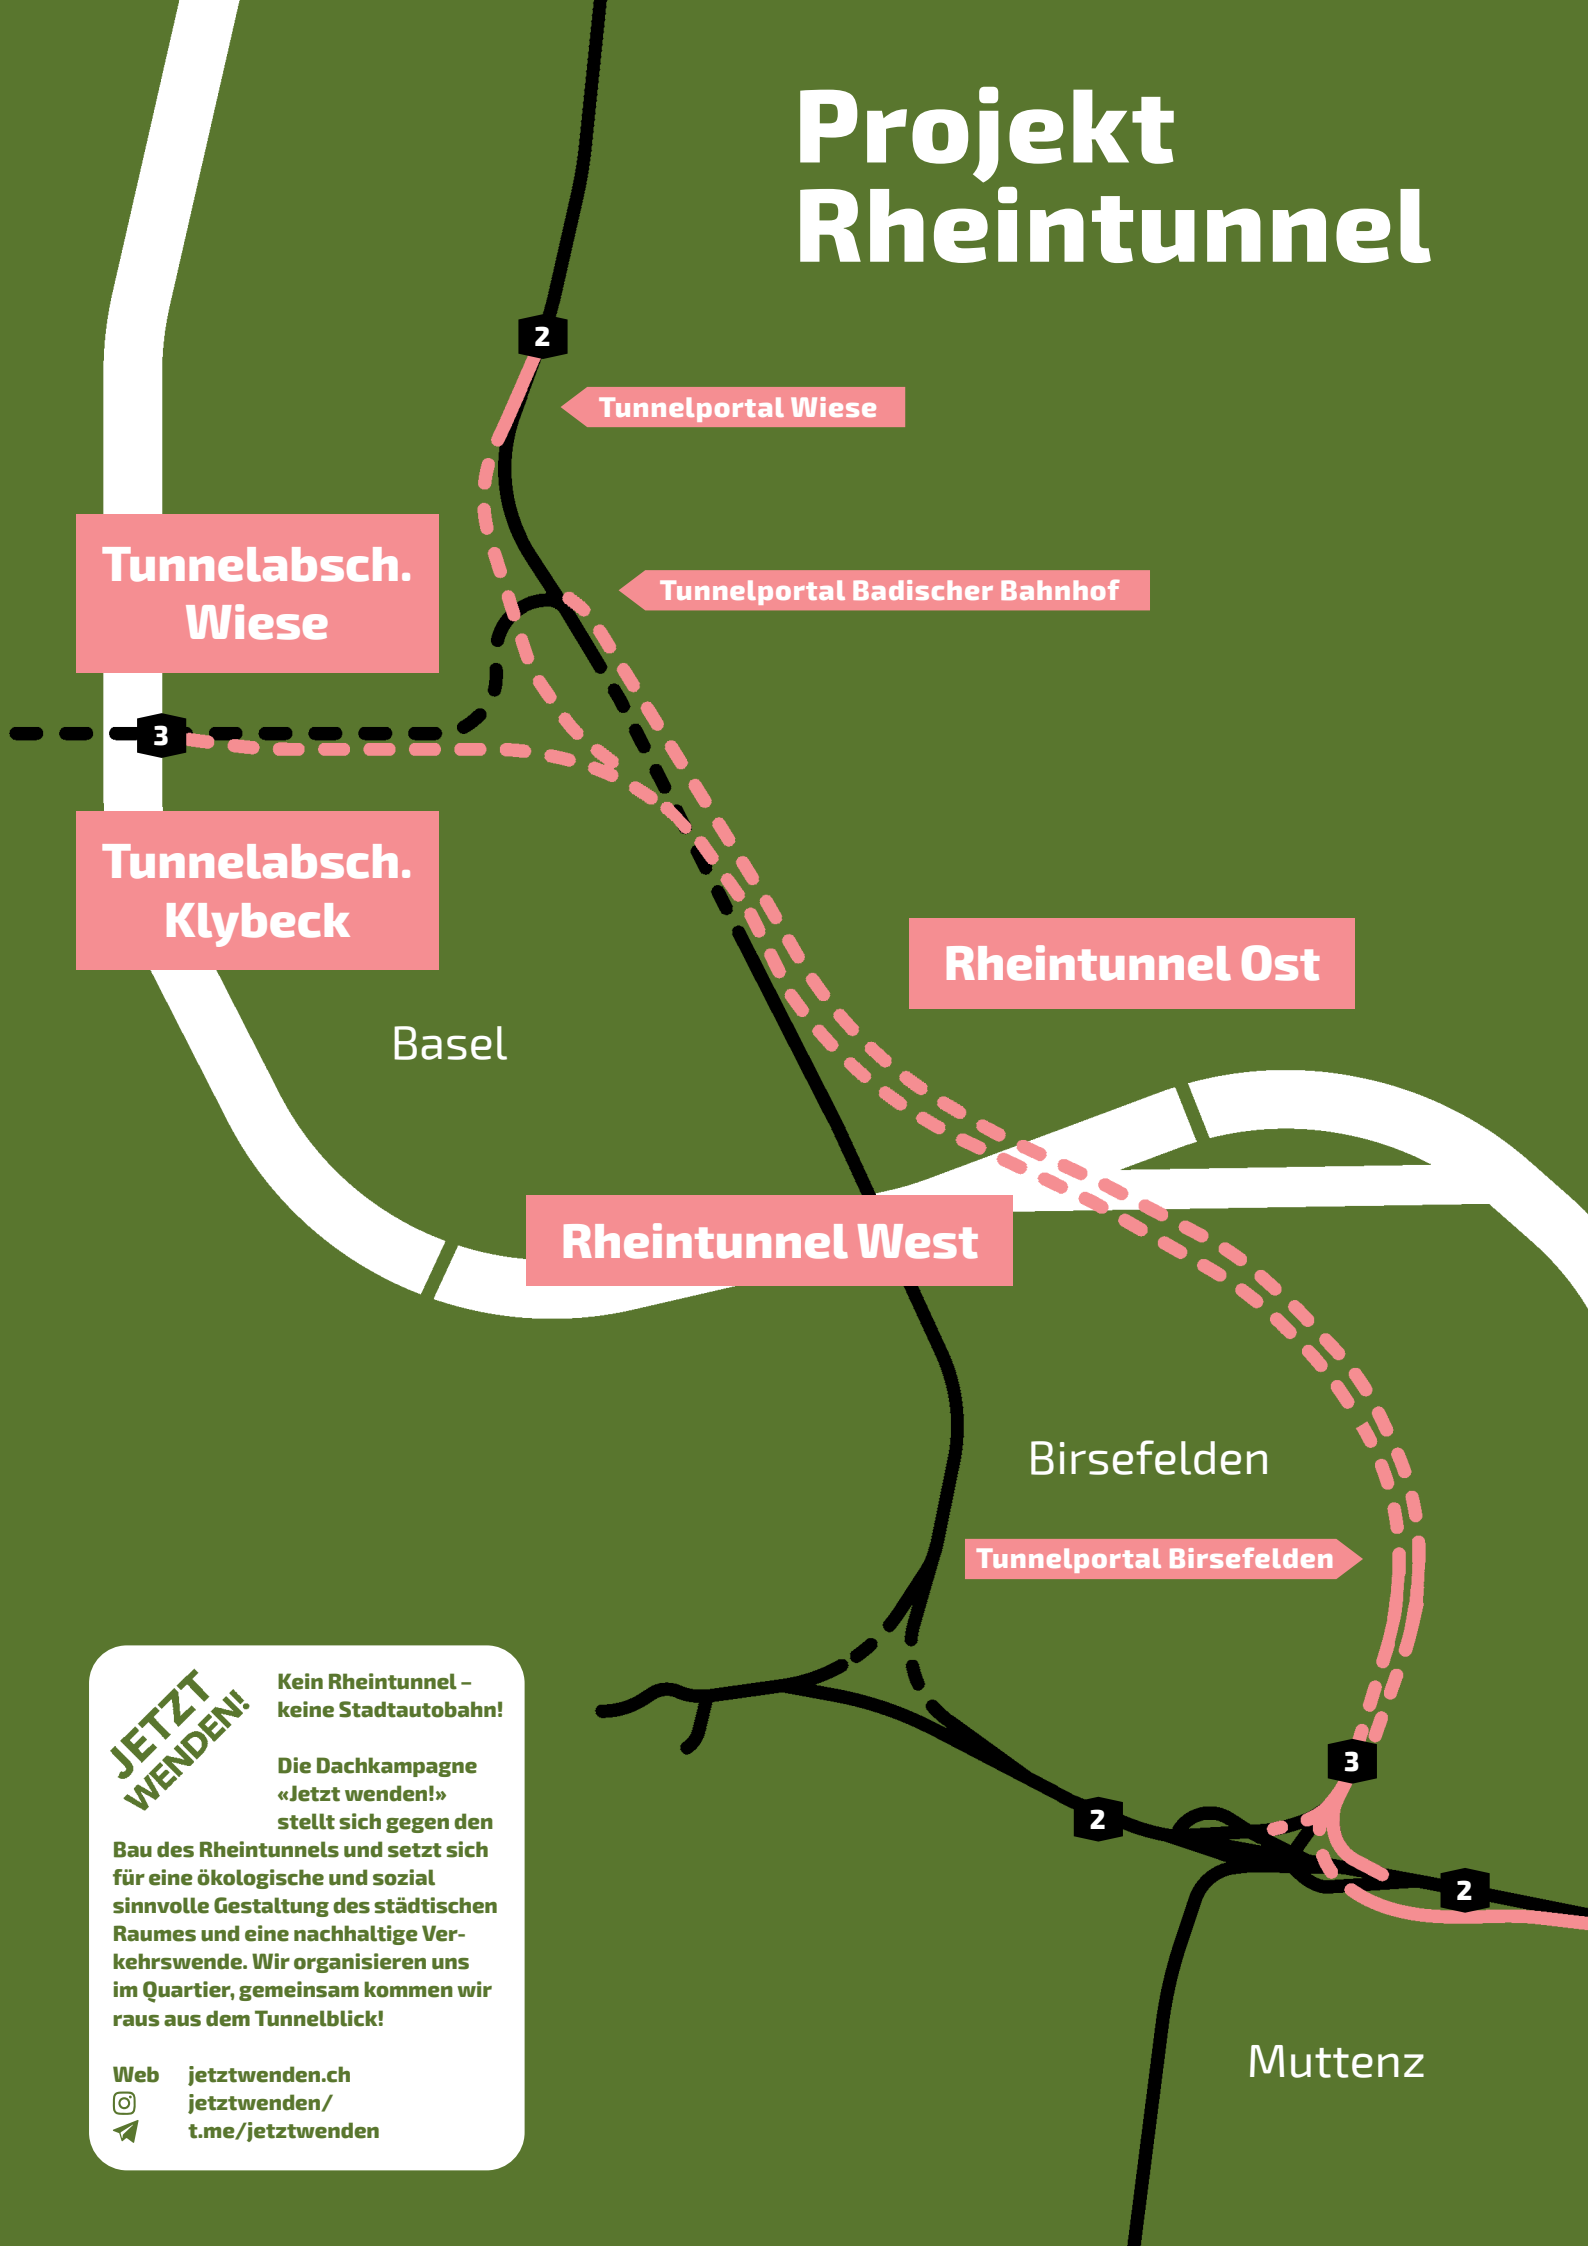 Projekt
Rheintunnel
2
Tunnelportal Wiese
Tunnelabsch.
Wiese
Tunnelportal Badischer Bahnhof
3
Tunnelabsch.
Klybeck
Rheintunnel Ost
Basel
Rheintunnel West
Birsefelden
Tunnelportal Birsefelden
3
2
2
Muttenz
JETZT
WENDEN!
Kein Rheintunnel –
keine Stadtautobahn!
Die Dachkampagne
«Jetzt wenden!»
stellt sich gegen den
Bau des Rheintunnels und setzt sich
für eine ökologische und sozial
sinnvolle Gestaltung des städtischen
Raumes und eine nachhaltige Ver-
kehrswende. Wir organisieren uns
im Quartier, gemeinsam kommen wir
raus aus dem Tunnelblick!
Web jetztwenden.ch
jetztwenden/
t.me/jetztwenden